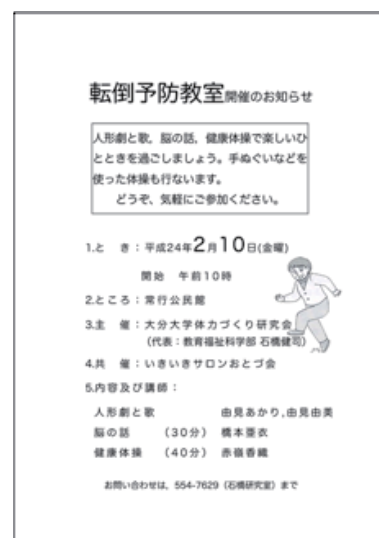 転倒予防教室開催のお知らせ
人形劇と歌，脳の話，健康体操で楽しいひ
とときを過ごしましょう。手ぬぐいなどを
使った体操も行ないます。
どうぞ、気軽にご参加ください。
1.と　き：平成24年2月10日(金曜)
開始　午前10時
2.ところ：常行公民館
3.主　催：大分大学体力づくり研究会
（代表：教育福祉科学部 石橋健司）
4.共　催：いきいきサロンおとづ会
5.内容及び講師：
人形劇と歌　由見あかり,由見由美
脳の話　（30分）　橋本亜衣
健康体操　（40分）　赤嶺香織
お問い合わせは、554-7629（石橋研究室）まで